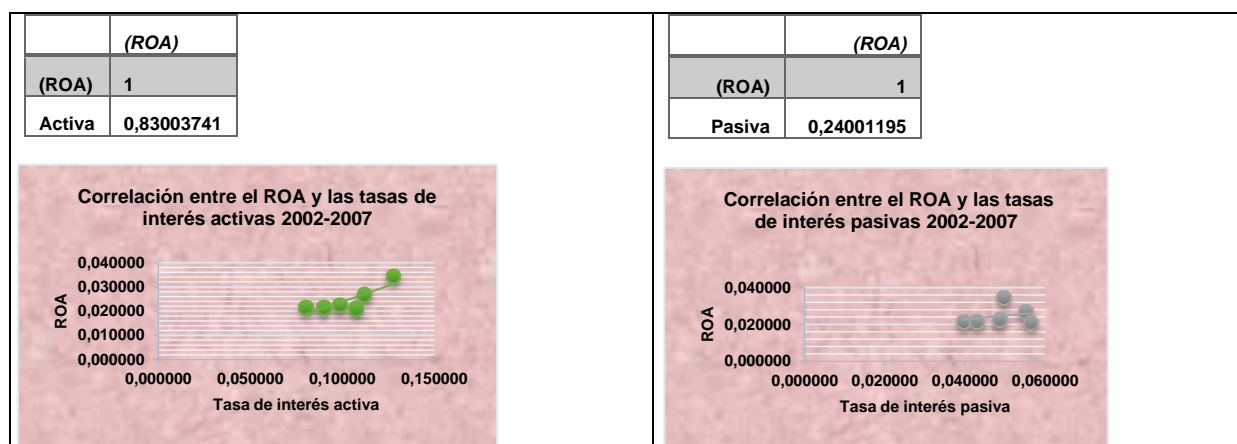 (ROA)
(ROA) 1
Activa 0,83003741
Correlación entre el ROA y las tasas de
interés activas 2002-2007
0,040000
0,030000
0,020000
0,010000
0,000000
ROA
0,000000 0,050000 0,100000 0,150000
Tasa de interés activa
(ROA)
(ROA) 1
Pasiva 0,24001195
Correlación entre el ROA y las tasas
de interés pasivas 2002-2007
0,040000
0,020000
0,000000
ROA
0,000000 0,020000 0,040000 0,060000
Tasa de interés pasiva